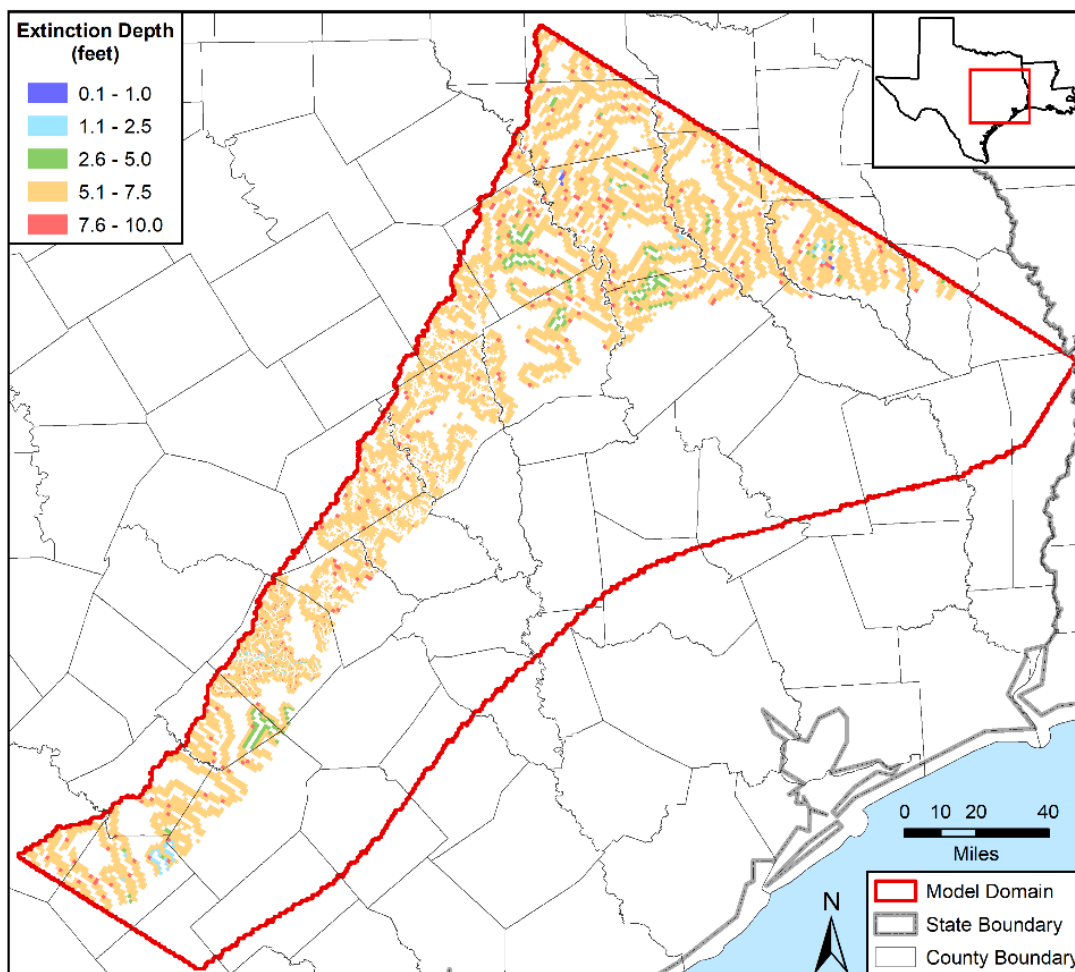 Extinction Depth
(feet)
0.1 - 1.0
1.1 - 2.5
2.6 - 5.0
5.1 - 7.5
7.6 - 10.0
0 10 20 40
Miles
N
Model Domain
State Boundary
County Boundary